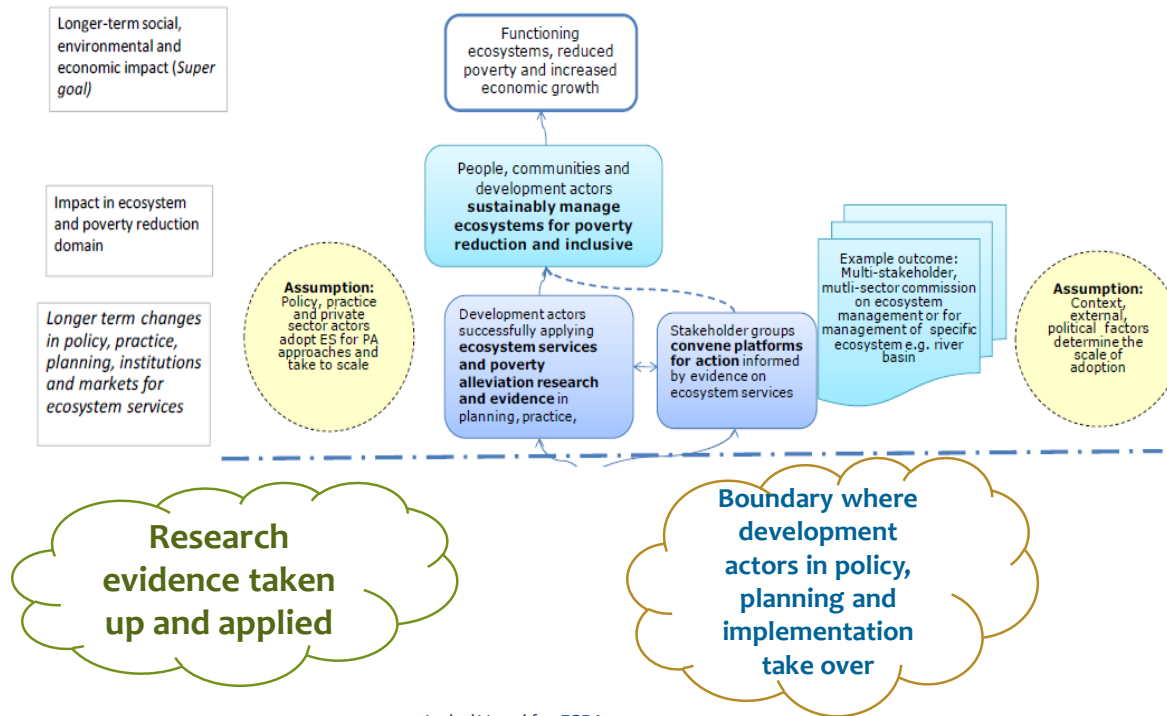 Longer-term social,
environmental and
economic impact (Super
goal)
Functioning
ecosystems, reduced
poverty and increased
economic growth
Impact in ecosystem
and poverty reduction
domain
People, communities and
development actors
sustainably manage
ecosystems for poverty
reduction and inclusive
Longer term changes
in policy, practice,
planning, institutions
and markets for
ecosystem services
Assumption:
Policy, practice
and private
sector actors
adopt ES for PA
approaches and
take to scale
Development actors
successfully applying
ecosystem services
and poverty
alleviation research
and evidence in
planning, practice,
Stakeholder groups
convene platforms
for action informed
by evidence on
ecosystem services
Example outcome:
Multi-stakeholder,
mutli-sector commission
on ecosystem
management or for
management of specific
ecosystem e.g. river
basin
Assumption:
Context,
external,
political factors
determine the
scale of
adoption
Research
evidence taken
up and applied
Boundary where
development
actors in policy,
planning and
implementation
take over